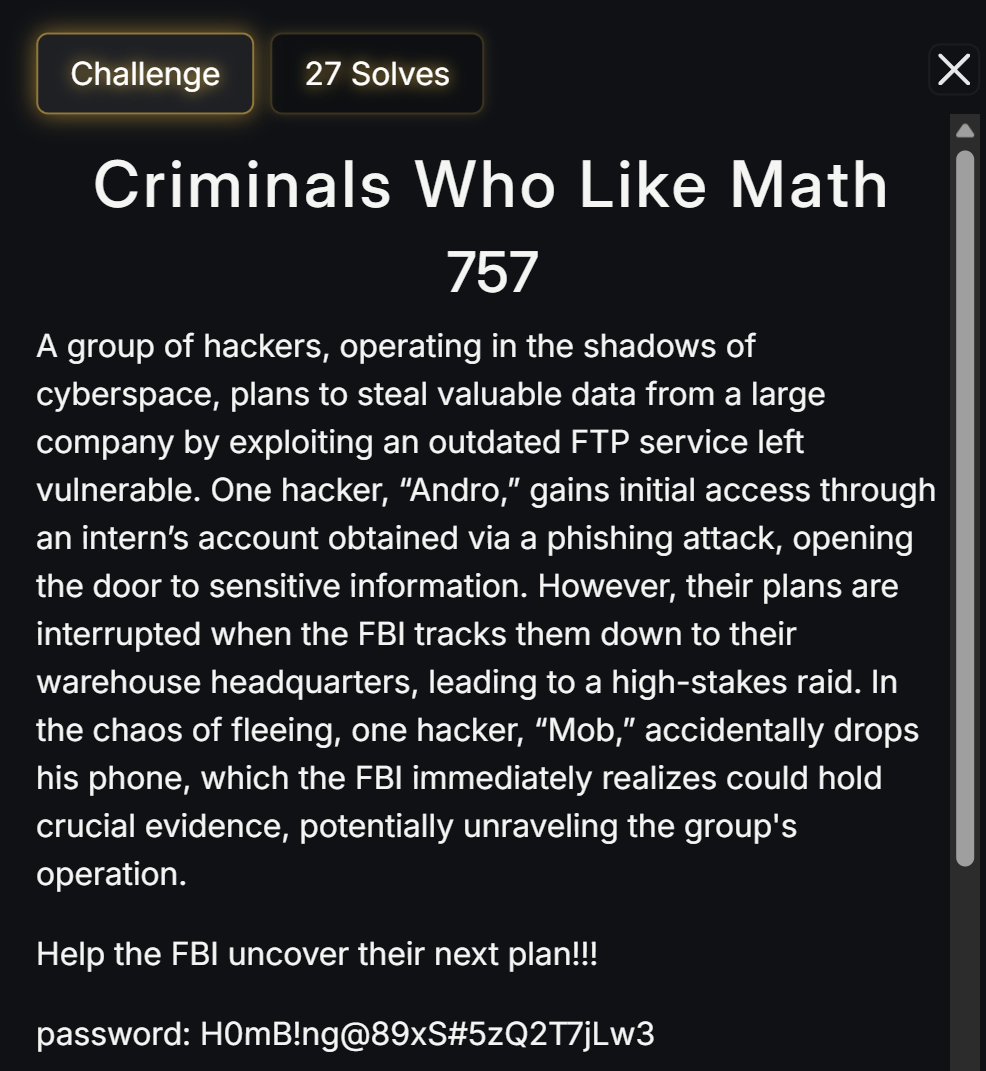 Challenge
27 Solves
Criminals Who Like Math
757
A group of hackers, operating in the shadows of
cyberspace, plans to steal valuable data from a large
company by exploiting an outdated FTP service left
vulnerable. One hacker, “Andro,” gains initial access through
an intern’s account obtained via a phishing attack, opening
the door to sensitive information. However, their plans are
interrupted when the FBI tracks them down to their
warehouse headquarters, leading to a high-stakes raid. In
the chaos of fleeing, one hacker, “Mob,” accidentally drops
his phone, which the FBI immediately realizes could hold
crucial evidence, potentially unraveling the group's
operation.
Help the FBI uncover their next plan!!!
password: H0mB!ng@89xS#5zQ2T7jLw3